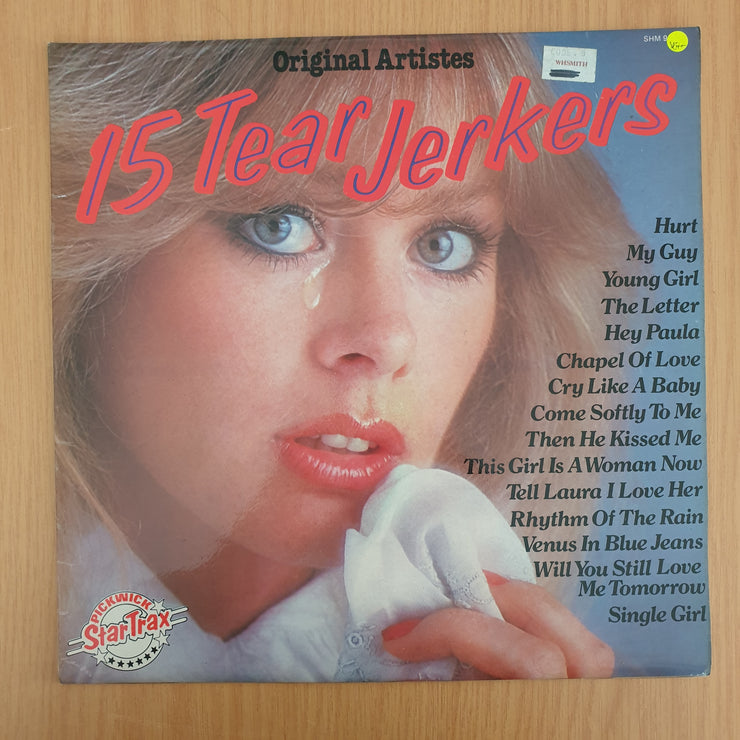 Original Artistes
WHSMITH
SHM 9
15 Tear Jerkers
Hurt
My Guy
Young Girl
The Letter
Hey Paula
Chapel Of Love
Cry Like A Baby
Come Softly To Me
Then He Kissed Me
This Girl Is A Woman Now
Tell Laura I Love Her
Rhythm Of The Rain
Venus In Blue Jeans
Will You Still Love
Me Tomorrow
Single Girl
PICKWICK
StarTrax